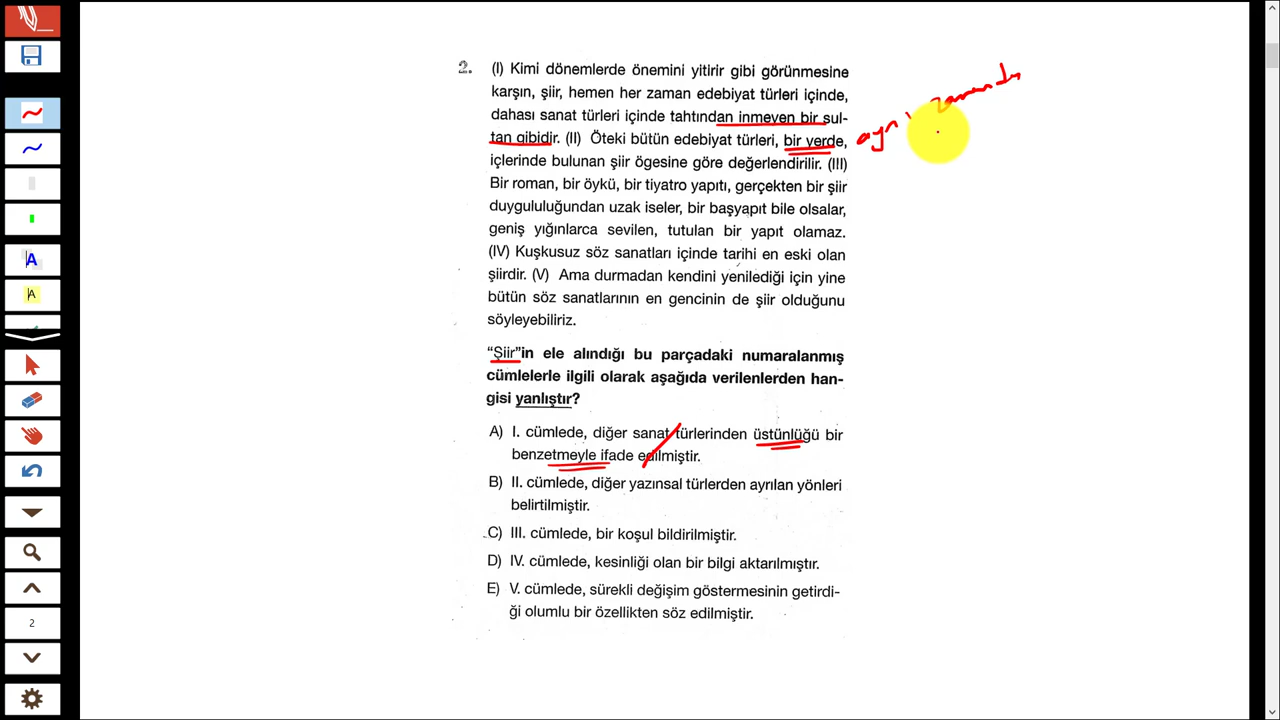 2. (I) Kimi dönemlerde önemini yitirir gibi görünmesine
karşın, şiir, hemen her zaman edebiyat türleri içinde,
dahası sanat türleri içinde tahtından inmeyen bir sul-
tan gibidir. (II) Öteki bütün edebiyat türleri, bir yerde,
içlerinde bulunan şiir ögesine göre değerlendirilir. (III)
Bir roman, bir öykü, bir tiyatro yapıtı, gerçekten bir şiir
duygululuğundan uzak iseler, bir başyapıt bile olsalar,
geniş yığınlarca sevilen, tutulan bir yapıt olamaz.
(IV) Kuşkusuz söz sanatları içinde tarihi en eski olan
şiirdir. (V) Ama durmadan kendini yenilediği için yine
bütün söz sanatlarının en gencinin de şiir olduğunu
söyleyebiliriz.
aynı zamanda
"Şiir"in ele alındığı bu parçadaki numaralanmış
cümlelerle ilgili olarak aşağıda verilenlerden han-
gisi yanlıştır?
A) I. cümlede, diğer sanat türlerinden üstünlüğü bir
benzetmeyle ifade edilmiştir.
B) II. cümlede, diğer yazınsal türlerden ayrılan yönleri
belirtilmiştir.
C) III. cümlede, bir koşul bildirilmiştir.
D) IV. cümlede, kesinliği olan bir bilgi aktarılmıştır.
E) V. cümlede, sürekli değişim göstermesinin getirdi-
ği olumlu bir özellikten söz edilmiştir.
A
A
2